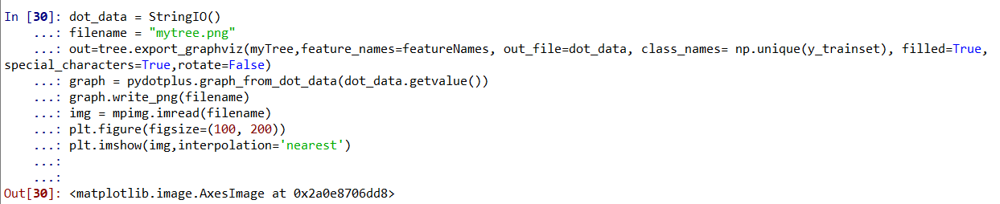 In [30]: dot_data = StringIO()
    ...: filename = "mytree.png"
    ...: out=tree.export_graphviz(myTree,feature_names=featureNames, out_file=dot_data, class_names= np.unique(y_trainset), filled=True,
special_characters=True,rotate=False)
    ...: graph = pydotplus.graph_from_dot_data(dot_data.getvalue())
    ...: graph.write_png(filename)
    ...: img = mpimg.imread(filename)
    ...: plt.figure(figsize=(100, 200))
    ...: plt.imshow(img,interpolation='nearest')
    ...:
    ...:
Out[30]: <matplotlib.image.AxesImage at 0x2a0e8706dd8>